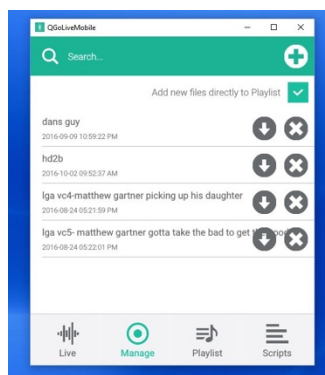 QGoLiveMobile
Search...
Add new files directly to Playlist
dans guy
2016-09-09 10:59:22 PM
hd2b
2016-10-02 09:52:37 AM
lga vc4-matthew gartner picking up his daughter
2016-08-24 05:21:59 PM
lga vc5- matthew gartner gotta take the bad to get
2016-08-24 05:22:01 PM
Live
Manage
Playlist
Scripts